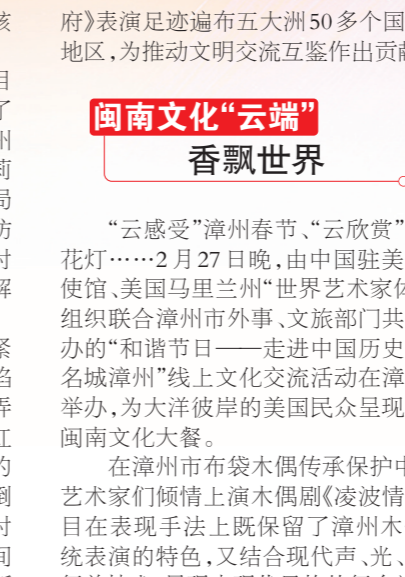 府》表演足迹遍布五大洲50多个国
地区,为推动文明交流互鉴作出贡献
闽南文化“云端”
香飘世界
“云感受”漳州春节、“云欣赏”
花灯……2月27日晚,由中国驻美
使馆、美国马里兰州“世界艺术家体
组织联合漳州市外事、文旅部门共
办的“和谐节日——走进中国历史
名城漳州”线上文化交流活动在漳
举办,为大洋彼岸的美国民众呈现
闽南文化大餐。
在漳州市布袋木偶传承保护中
艺术家们倾情上演木偶剧《凌波情
目在表现手法上既保留了漳州木
统表演的特色,又结合现代声、光、